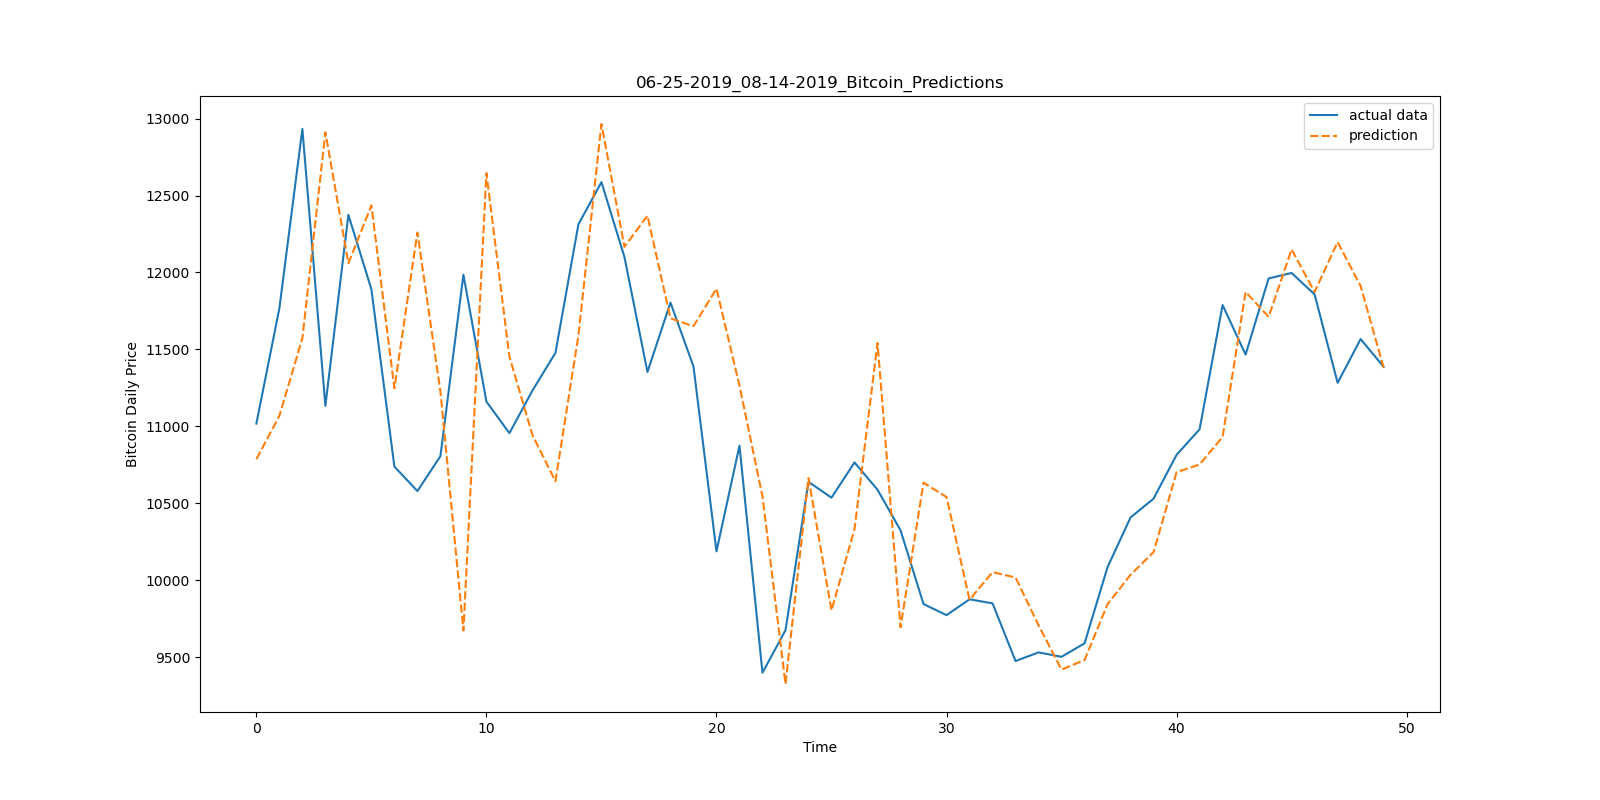 06-25-2019_08-14-2019_Bitcoin_Predictions
actual data
prediction
Bitcoin Daily Price
13000
12500
12000
11500
11000
10500
10000
9500
0
10
20
30
40
50
Time